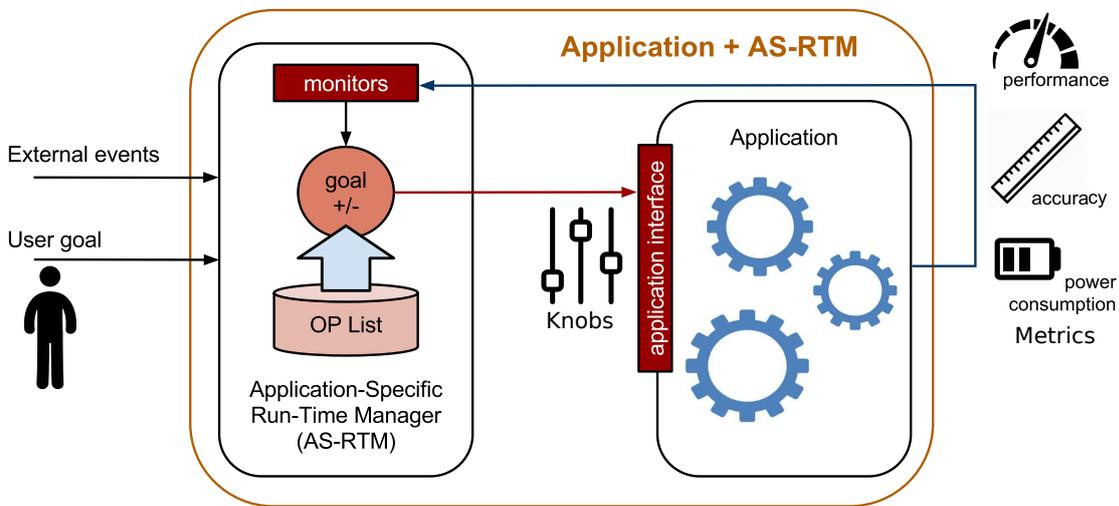 Application + AS-RTM
monitors
goal
+/-
OP List
Application-Specific
Run-Time Manager
(AS-RTM)
External events
User goal
Knobs
application interface
Application
performance
accuracy
power
consumption
Metrics